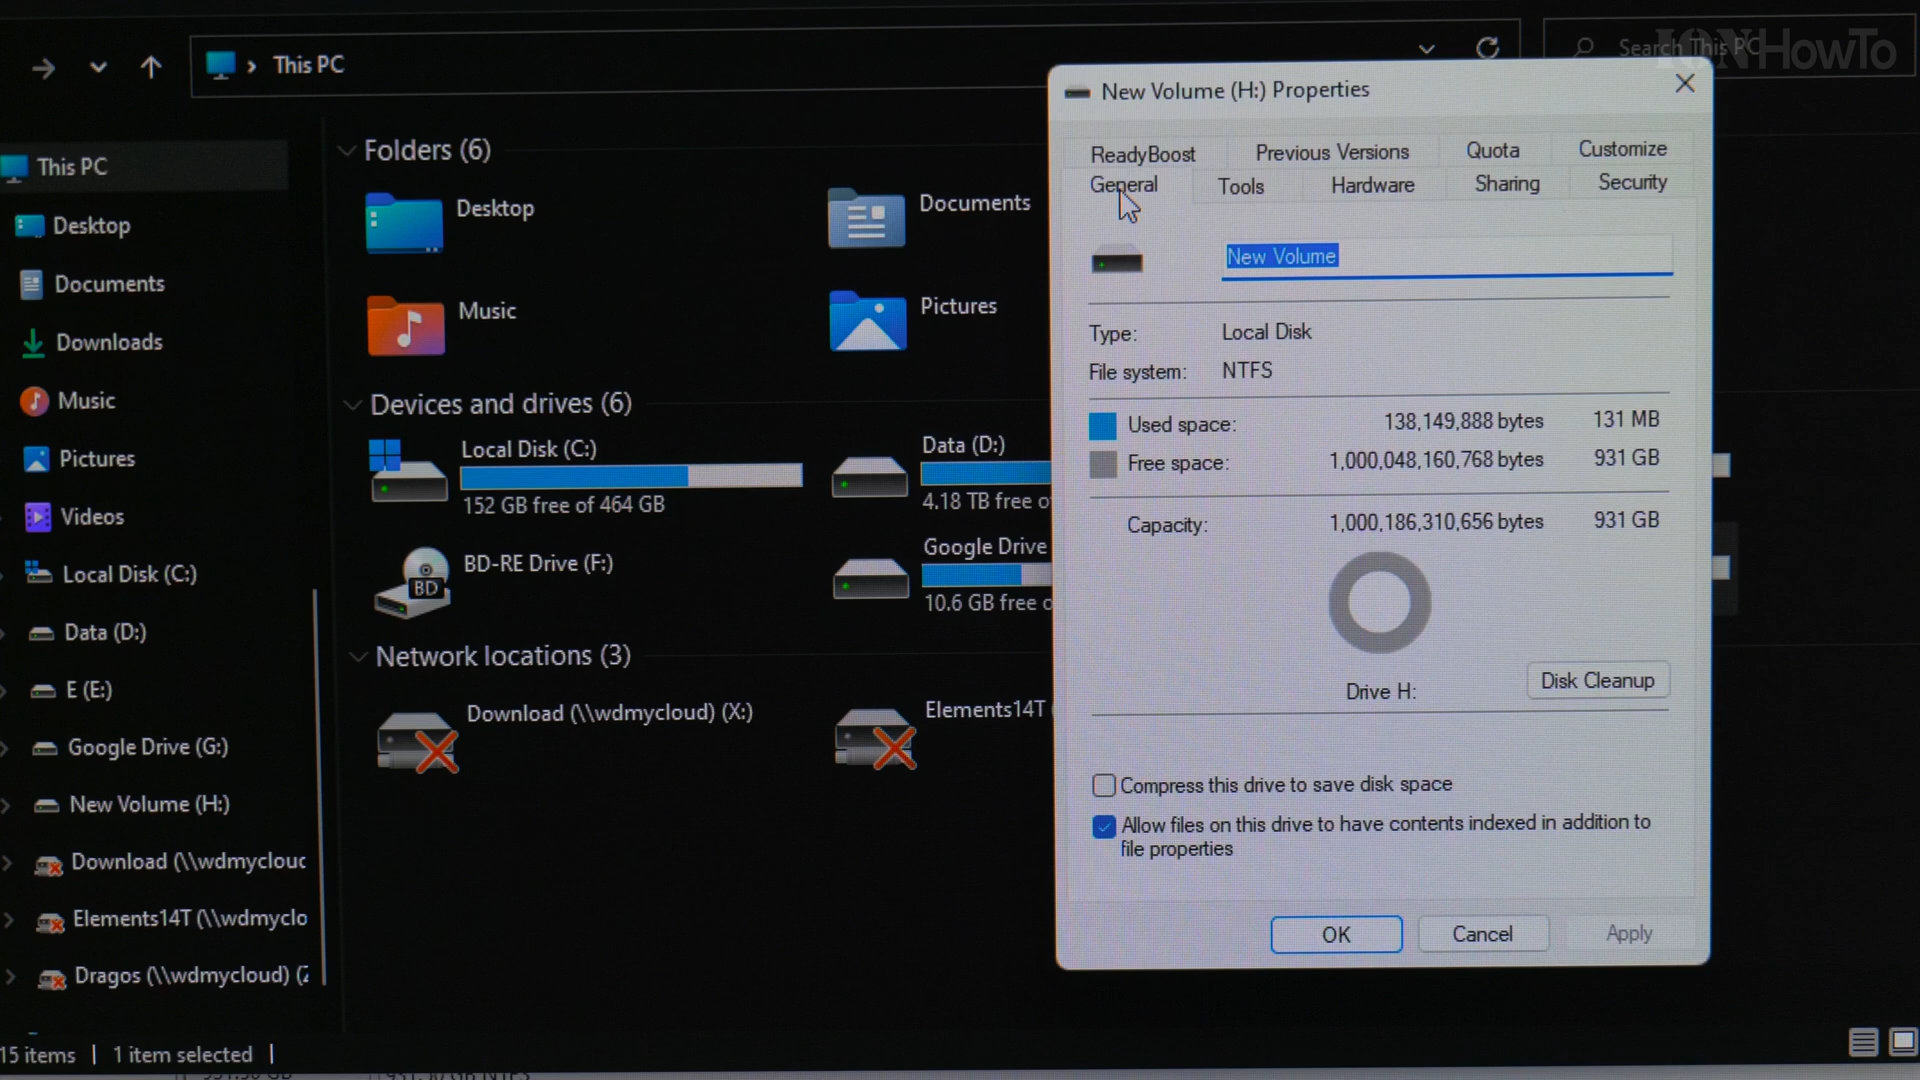 This PC
Search This PC
IONHowTo
This PC
Desktop
Documents
Downloads
Music
Pictures
Videos
Local Disk (C:)
Data (D:)
E (E:)
Google Drive (G:)
New Volume (H:)
Download (\\wdmycloud
Elements14T (\\wdmyclo
Dragos (\\wdmycloud) (Z
Folders (6)
Desktop
Documents
Music
Pictures
Devices and drives (6)
Local Disk (C:)
152 GB free of 464 GB
Data (D:)
4.18 TB free o
BD-RE Drive (F:)
BD
Google Drive
10.6 GB free o
Network locations (3)
Download (\\wdmycloud) (X:)
Elements14T
New Volume (H:) Properties
ReadyBoost Previous Versions Quota Customize
General Tools Hardware Sharing Security
New Volume
Type: Local Disk
File system: NTFS
Used space: 138,149,888 bytes 131 MB
Free space: 1,000,048,160,768 bytes 931 GB
Capacity: 1,000,186,310,656 bytes 931 GB
Drive H:
Disk Cleanup
Compress this drive to save disk space
Allow files on this drive to have contents indexed in addition to
file properties
OK Cancel Apply
15 items | 1 item selected |